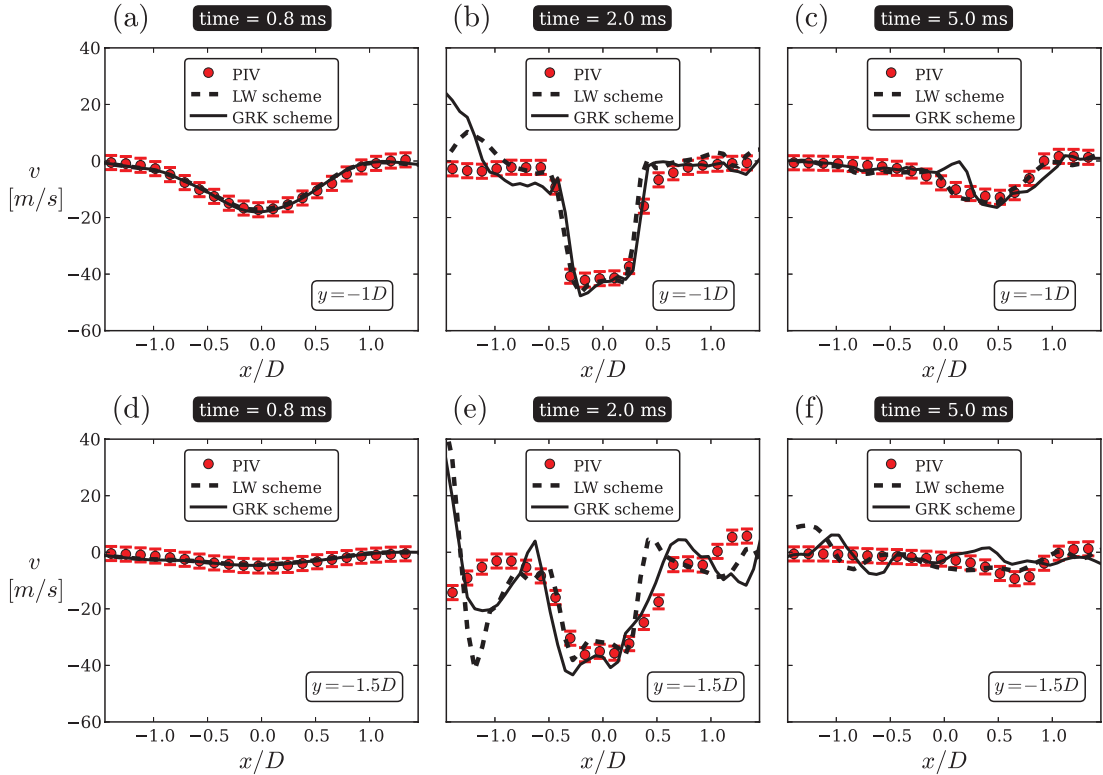 (a) time = 0.8 ms (b) time = 2.0 ms (c) time = 5.0 ms
40
20
0
−20
−40
−60
v
[m/s]
PIV
LW scheme
GRK scheme
y=−1D
−1.0 −0.5 0.0 0.5 1.0
x/D
PIV
LW scheme
GRK scheme
y=−1D
−1.0 −0.5 0.0 0.5 1.0
x/D
PIV
LW scheme
GRK scheme
y=−1D
−1.0 −0.5 0.0 0.5 1.0
x/D
(d) time = 0.8 ms (e) time = 2.0 ms (f) time = 5.0 ms
40
20
0
−20
−40
−60
v
[m/s]
PIV
LW scheme
GRK scheme
y=−1.5D
−1.0 −0.5 0.0 0.5 1.0
x/D
PIV
LW scheme
GRK scheme
y=−1.5D
−1.0 −0.5 0.0 0.5 1.0
x/D
PIV
LW scheme
GRK scheme
y=−1.5D
−1.0 −0.5 0.0 0.5 1.0
x/D